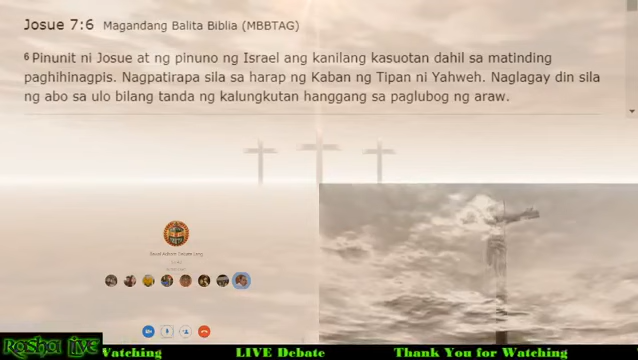 Josue 7:6 Magandang Balita Biblia (MBBTAG)
6 Pinunit ni Josue at ng pinuno ng Israel ang kanilang kasuotan dahil sa matinding
paghihinagpis. Nagpatirapa sila sa harap ng Kaban ng Tipan ni Yahweh. Naglagay din sila
ng abo sa ulo bilang tanda ng kalungkutan hanggang sa paglubog ng araw.
Rasha Live Watching LIVE Debate Thank You for Watching